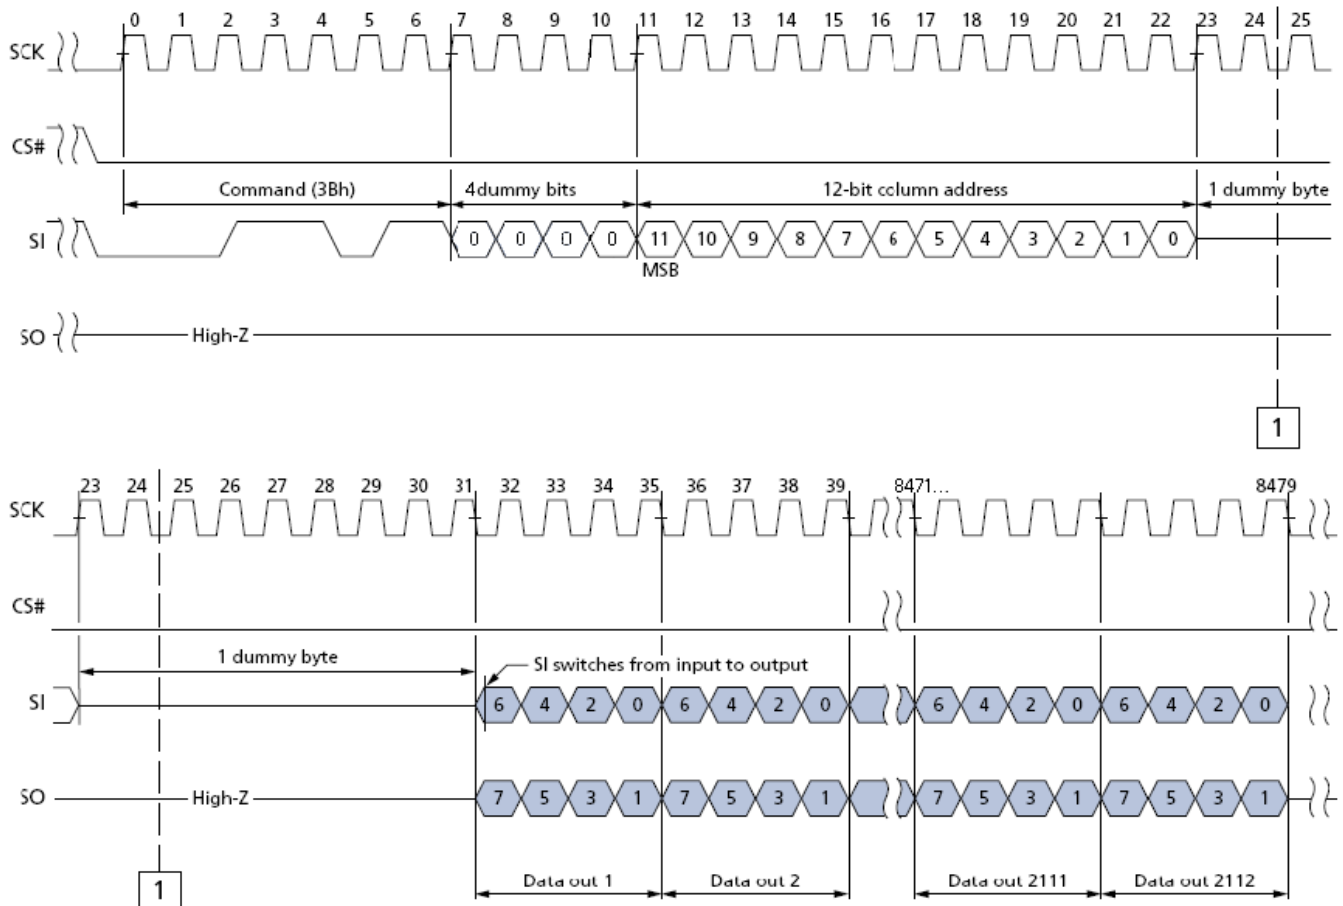 0 1 2 3 4 5 6 7 8 9 10 11 12 13 14 15 16 17 18 19 20 21 22 23 24 25
SCK
CS#
Command (3Bh) 4dummy bits 12-bit column address 1 dummy byte
SI 0 0 0 0 11 10 9 8 7 6 5 4 3 2 1 0
MSB
SO High-Z
1
23 24 25 26 27 28 29 30 31 32 33 34 35 36 37 38 39 8471... 8479
SCK
CS#
1 dummy byte SI switches from input to output
SI 6 4 2 0 6 4 2 0 6 4 2 0 6 4 2 0
SO High-Z 7 5 3 1 7 5 3 1 7 5 3 1 7 5 3 1
1 Data out 1 Data out 2 Data out 2111 Data out 2112